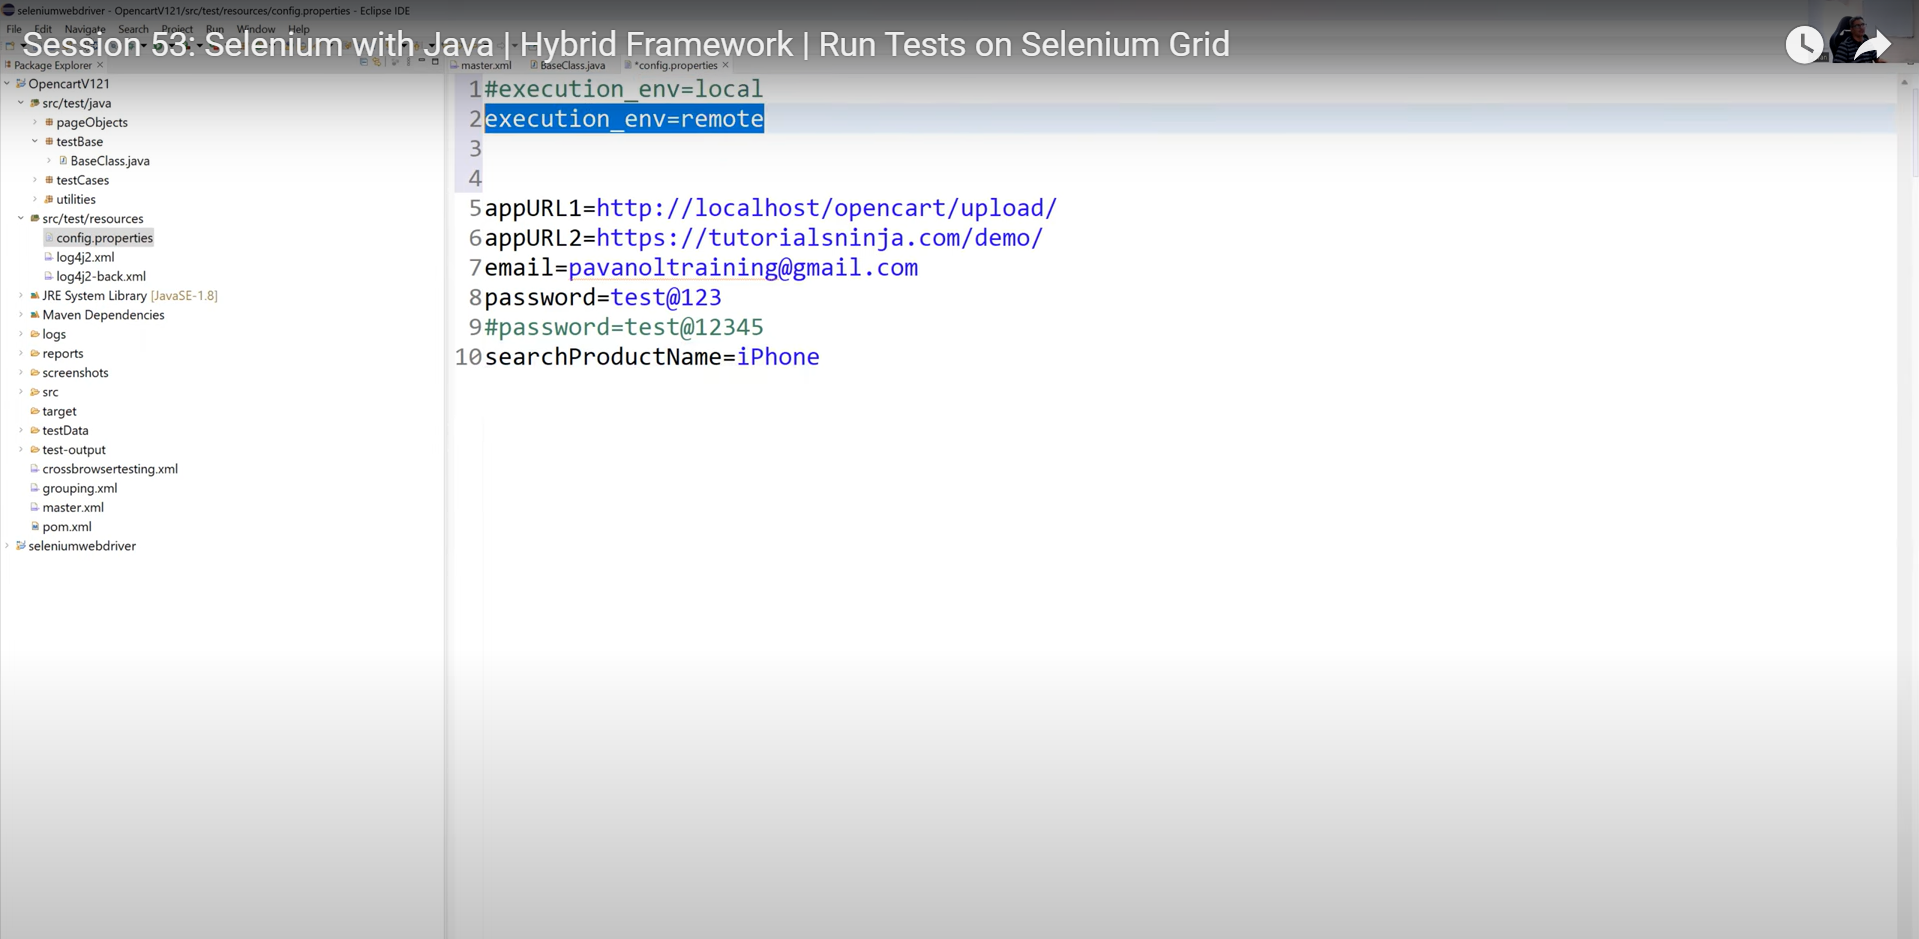 seleniumwebdriver - OpencartV121/src/test/resources/config.properties - Eclipse IDE
File Edit Navigate Search Project Run Window Help
Session 53: Selenium with Java | Hybrid Framework | Run Tests on Selenium Grid
Package Explorer
master.xml BaseClass.java *config.properties
OpencartV121
src/test/java
pageObjects
testBase
BaseClass.java
testCases
utilities
src/test/resources
config.properties
log4j2.xml
log4j2-back.xml
JRE System Library [JavaSE-1.8]
Maven Dependencies
logs
reports
screenshots
src
target
testData
test-output
crossbrowsertesting.xml
grouping.xml
master.xml
pom.xml
seleniumwebdriver
1 #execution_env=local
2 execution_env=remote
3
4
5 appURL1=http://localhost/opencart/upload/
6 appURL2=https://tutorialsninja.com/demo/
7 email=pavanoltraining@gmail.com
8 password=test@123
9 #password=test@12345
10 searchProductName=iPhone